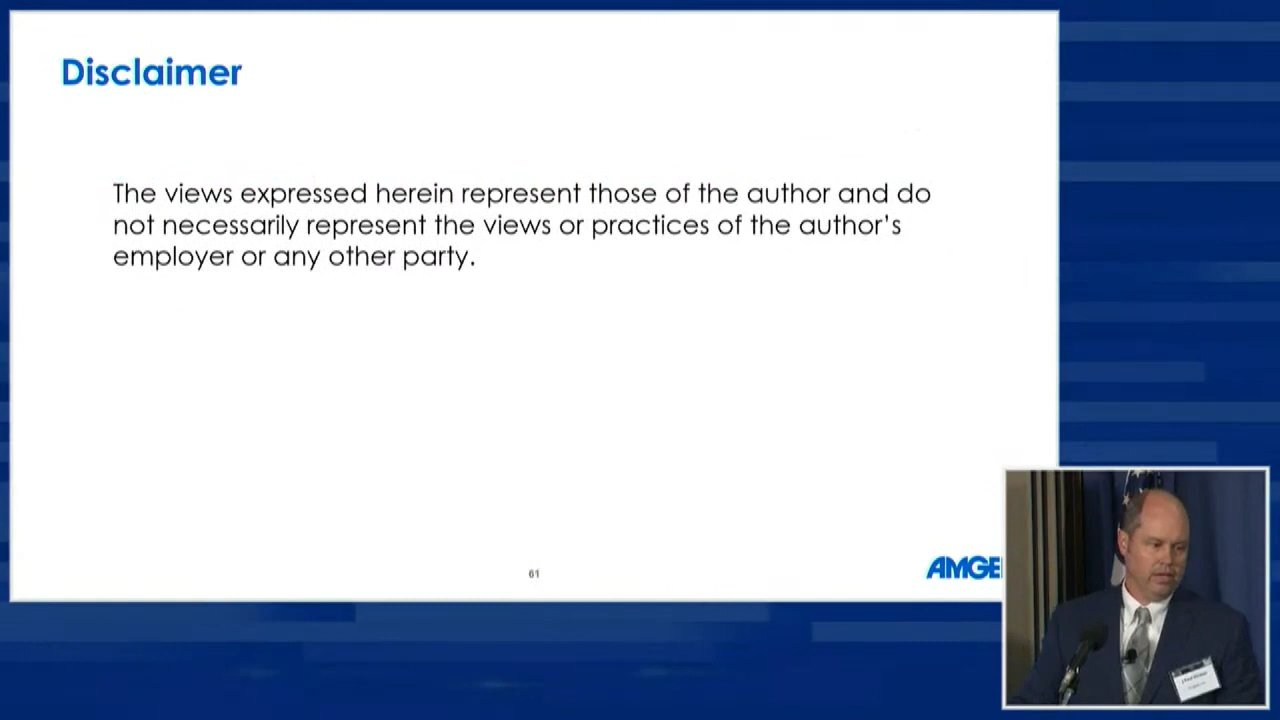 Disclaimer
The views expressed herein represent those of the author and do
not necessarily represent the views or practices of the author's
employer or any other party.
61
AMGE